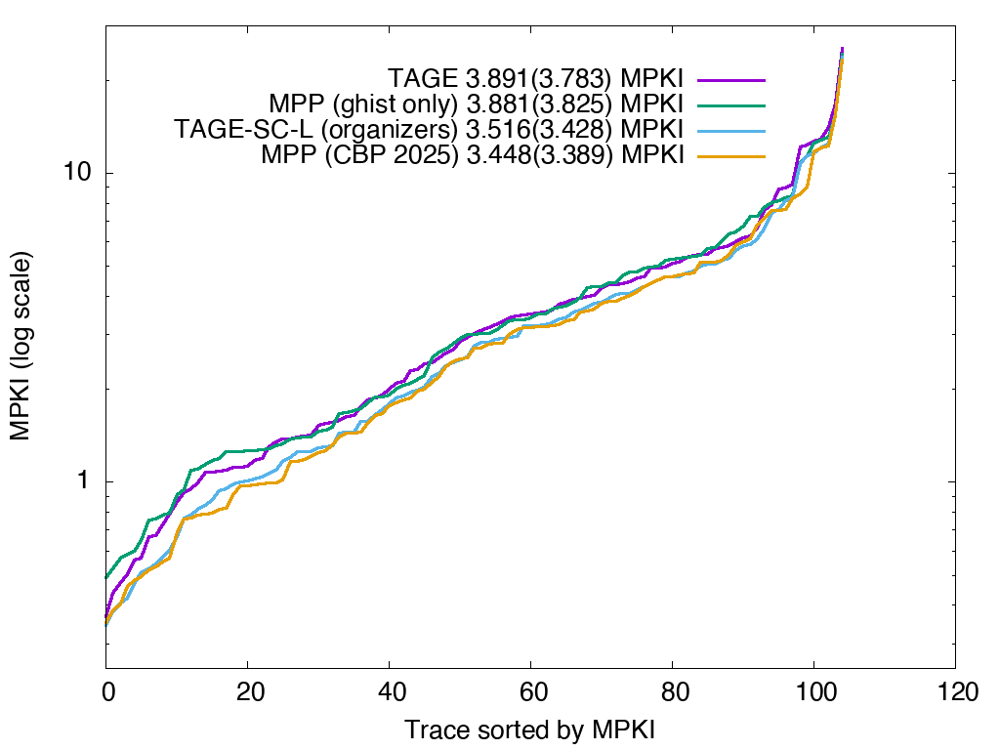 TAGE 3.891(3.783) MPKI
MPP (ghist only) 3.881(3.825) MPKI
TAGE-SC-L (organizers) 3.516(3.428) MPKI
MPP (CBP 2025) 3.448(3.389) MPKI
10
1
MPKI (log scale)
0 20 40 60 80 100 120
Trace sorted by MPKI